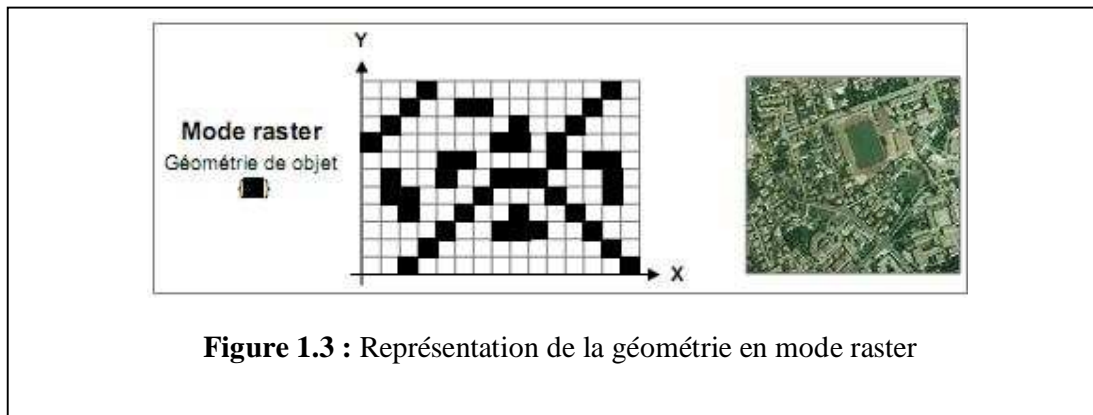 Y
Mode raster
Géométrie de objet
X
Figure 1.3 : Représentation de la géométrie en mode raster